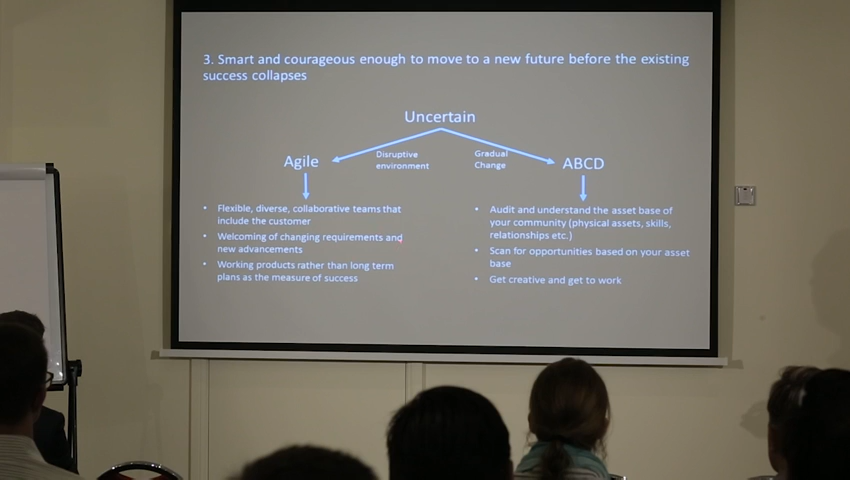 3. Smart and courageous enough to move to a new future before the existing
success collapses
Uncertain
Agile
Disruptive
environment
Gradual
Change
ABCD
• Flexible, diverse, collaborative teams that
include the customer
• Welcoming of changing requirements and
new advancements
• Working products rather than long term
plans as the measure of success
• Audit and understand the asset base of
your community (physical assets, skills,
relationships etc.)
• Scan for opportunities based on your asset
base
• Get creative and get to work